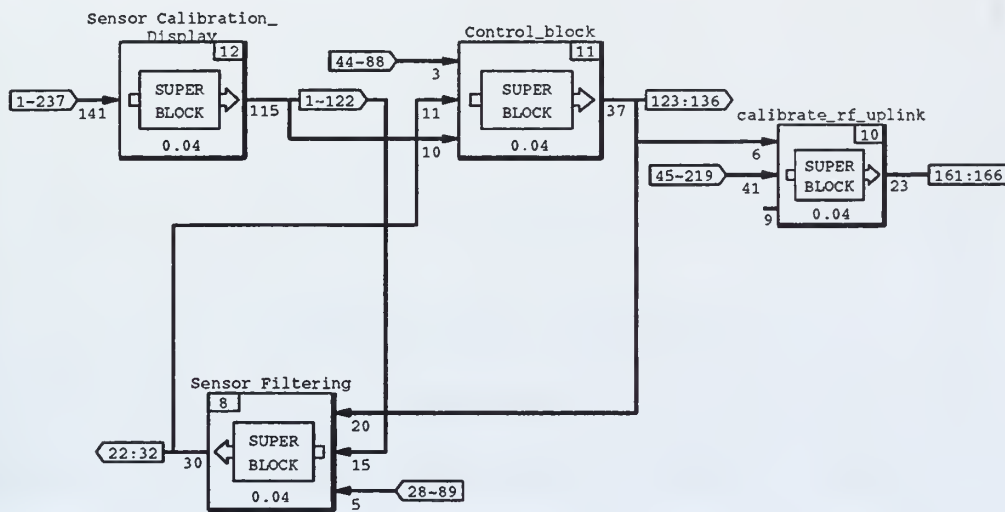 Sensor Calibration_
Display
12
1~237
141
SUPER
BLOCK
115
0.04
1~122
44~88
3
11
10
Control_block
11
SUPER
BLOCK
37
0.04
123:136
calibrate_rf_uplink
10
6
45~219
41
9
SUPER
BLOCK
23
0.04
161:166
Sensor Filtering
8
22:32
30
SUPER
BLOCK
0.04
20
15
5
28~89